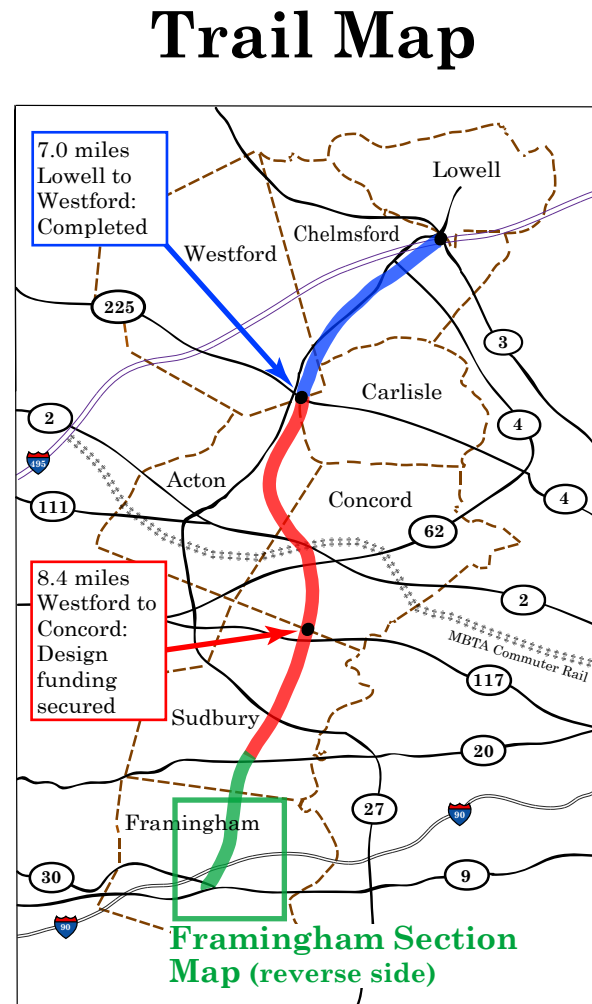 Trail Map
7.0 miles
Lowell to
Westford:
Completed
Lowell
Chelmsford
Westford
225
3
Carlisle
2
4
495
Acton
Concord
4
111
62
8.4 miles
Westford to
Concord:
Design
funding
secured
2
MBTA Commuter Rail
117
Sudbury
20
27
90
Framingham
30
9
90
Framingham Section
Map (reverse side)